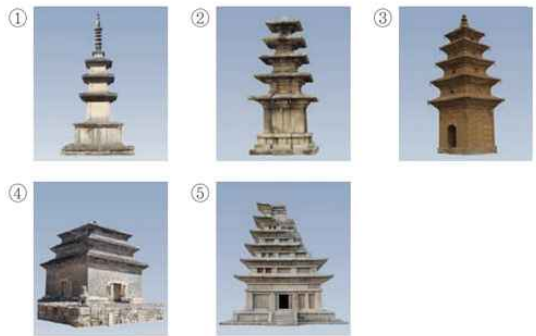 ① ② ③
④ ⑤